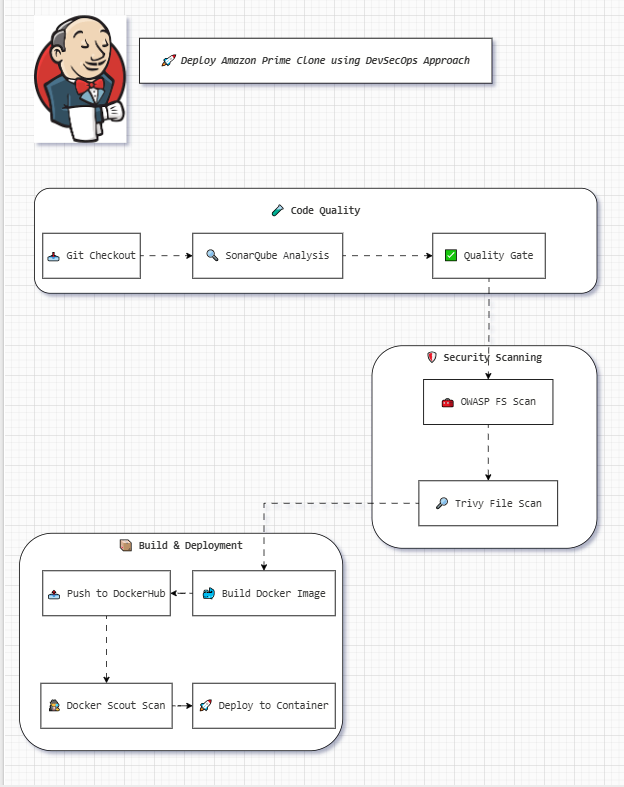 🚀 Deploy Amazon Prime Clone using DevSecOps Approach
🧪 Code Quality
📥 Git Checkout
🔍 SonarQube Analysis
✅ Quality Gate
🛡️ Security Scanning
🧰 OWASP FS Scan
🔎 Trivy File Scan
📦 Build & Deployment
📤 Push to DockerHub
🐳 Build Docker Image
🕵️ Docker Scout Scan
🚀 Deploy to Container